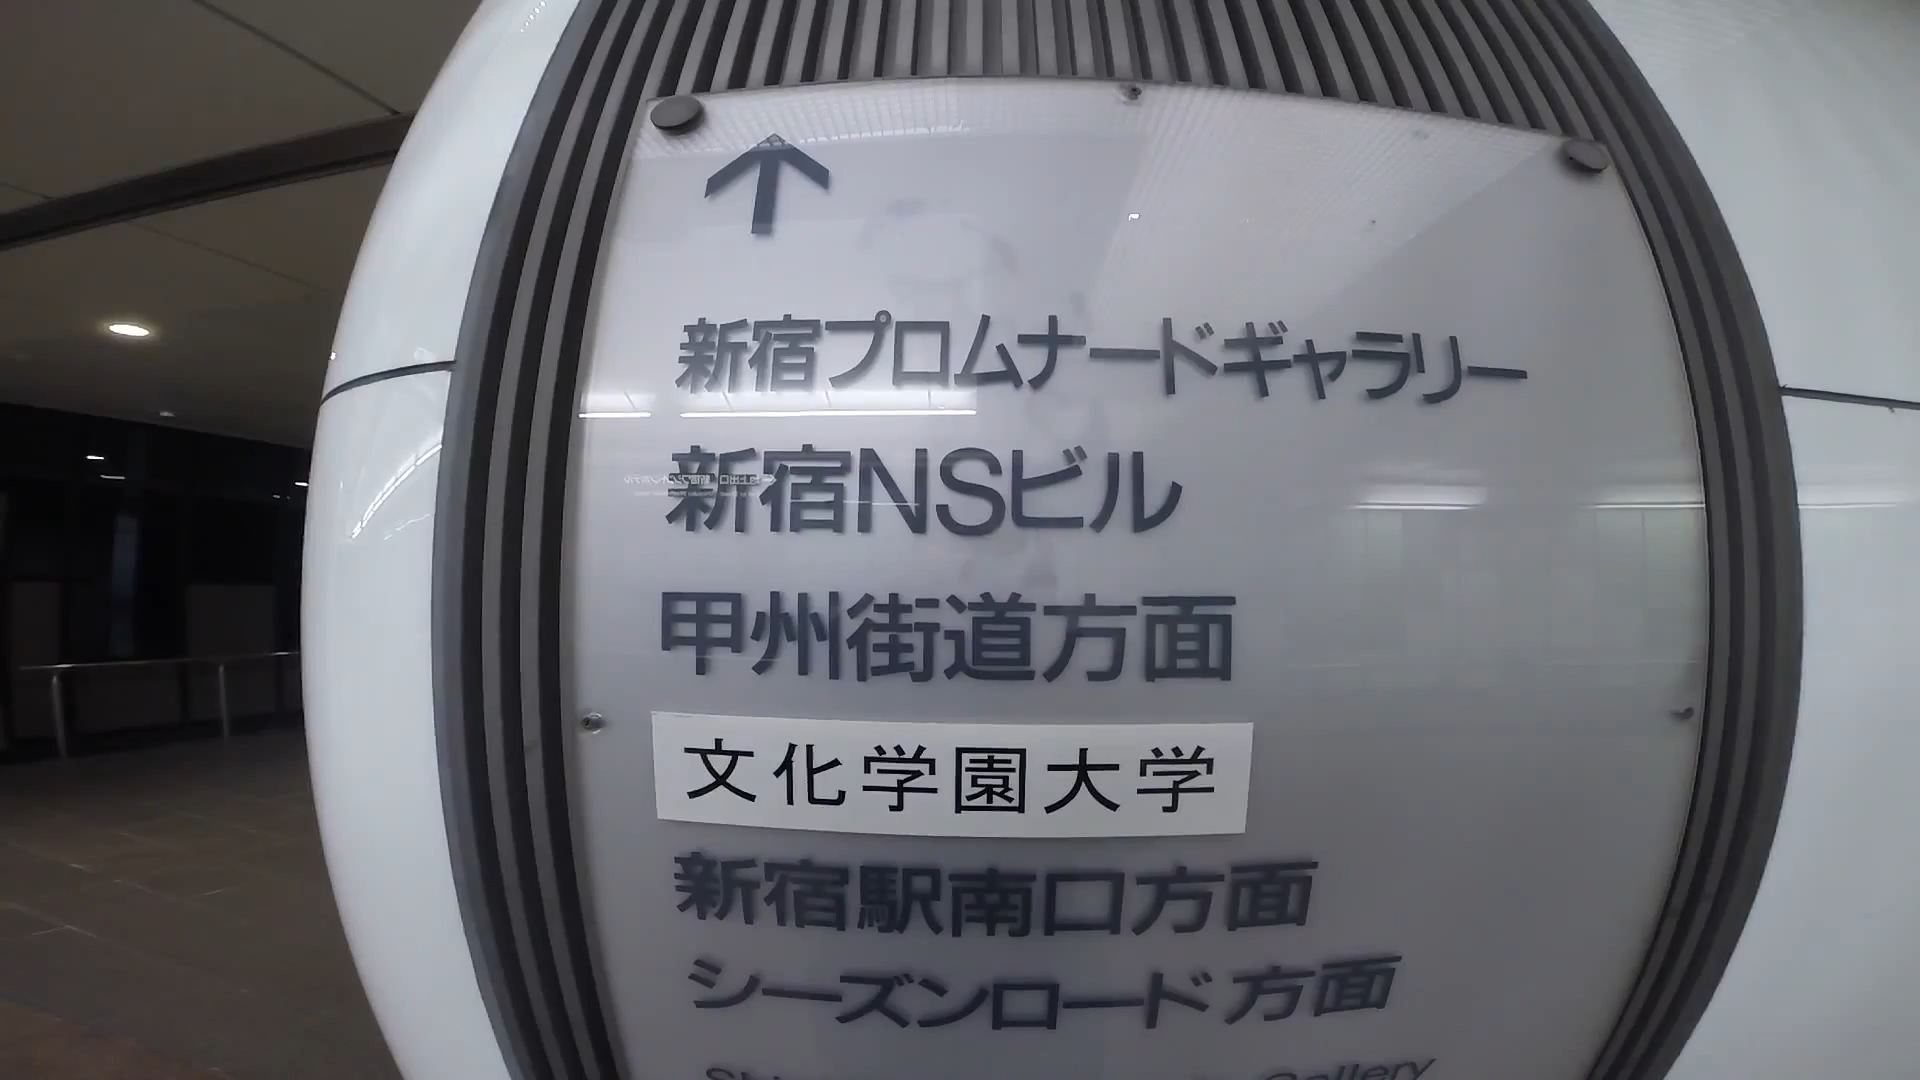 ↑
新宿プロムナードギャラリー
新宿NSビル
甲州街道方面
文化学園大学
新宿駅南口方面
シーズンロード方面
Gallery